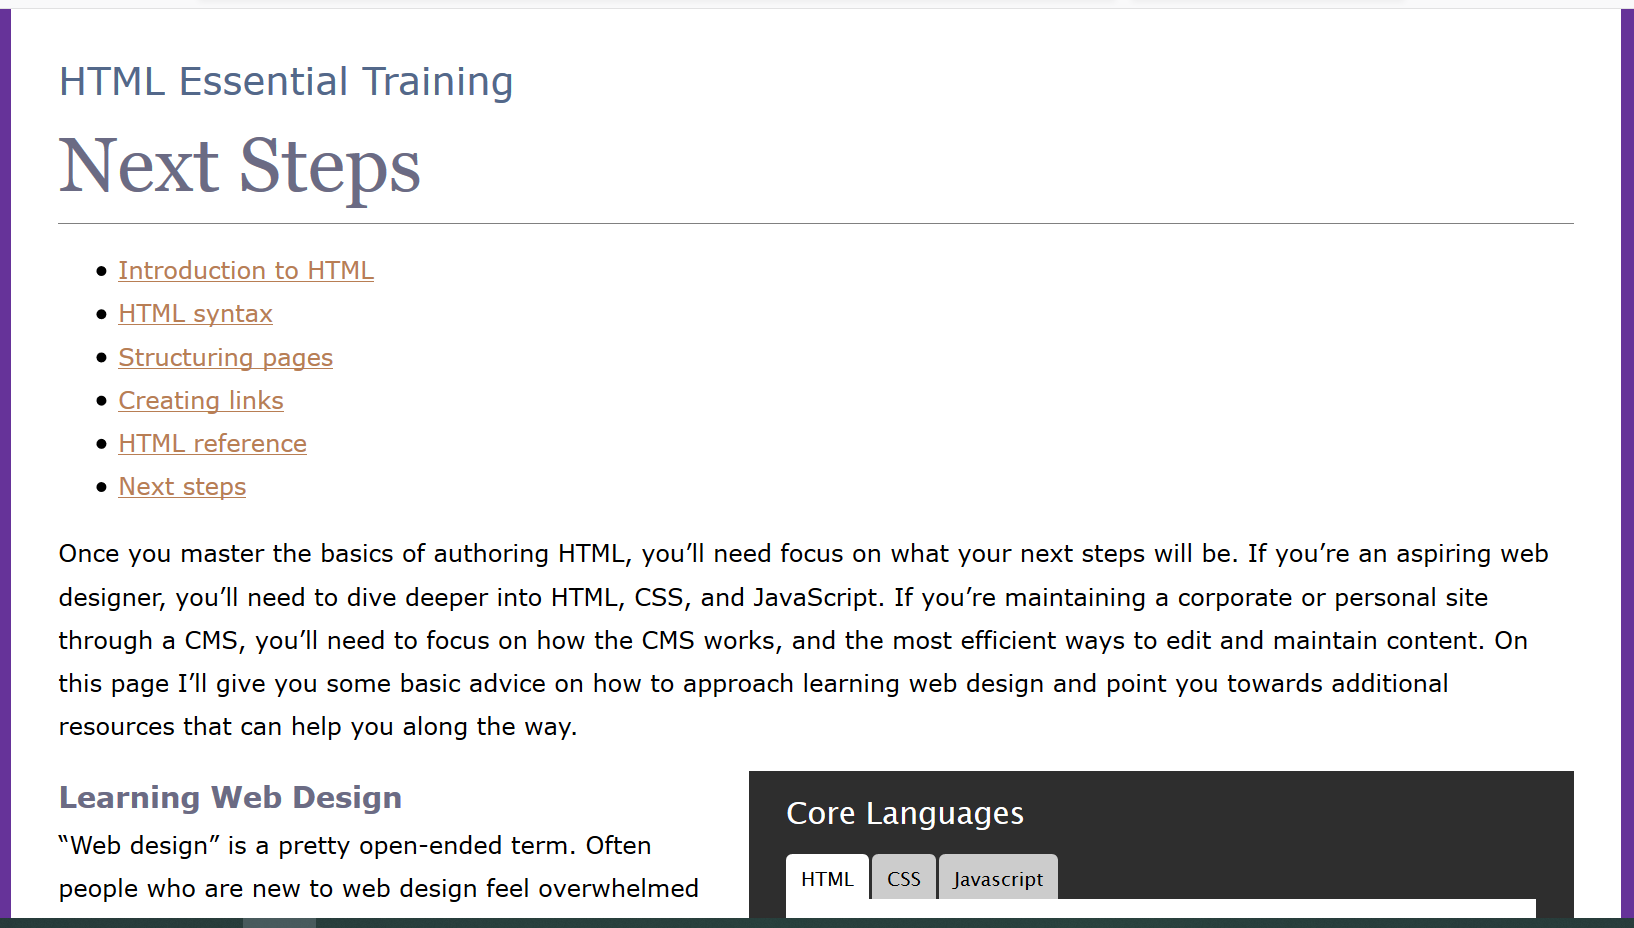 HTML Essential Training
Next Steps
Introduction to HTML
HTML syntax
Structuring pages
Creating links
HTML reference
Next steps
Once you master the basics of authoring HTML, you’ll need focus on what your next steps will be. If you’re an aspiring web
designer, you’ll need to dive deeper into HTML, CSS, and JavaScript. If you’re maintaining a corporate or personal site
through a CMS, you’ll need to focus on how the CMS works, and the most efficient ways to edit and maintain content. On
this page I’ll give you some basic advice on how to approach learning web design and point you towards additional
resources that can help you along the way.
Learning Web Design
“Web design” is a pretty open-ended term. Often
people who are new to web design feel overwhelmed
Core Languages
HTML CSS Javascript